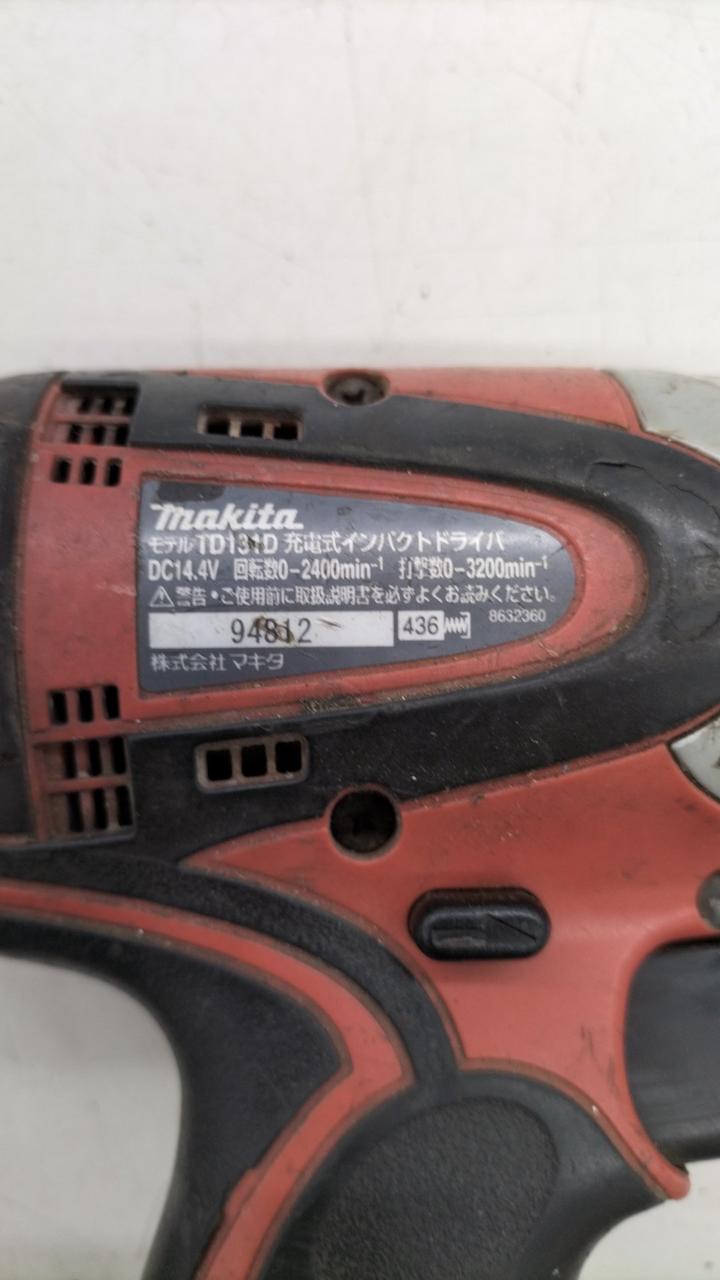 makita
モデル TD131D 充電式インパクトドライバ
DC14.4V 回転数0-2400min-1 打撃数0-3200min-1
⚠警告・ご使用前に取扱説明書を必ずよくお読みください。
94812 436 8632360
株式会社マキタ